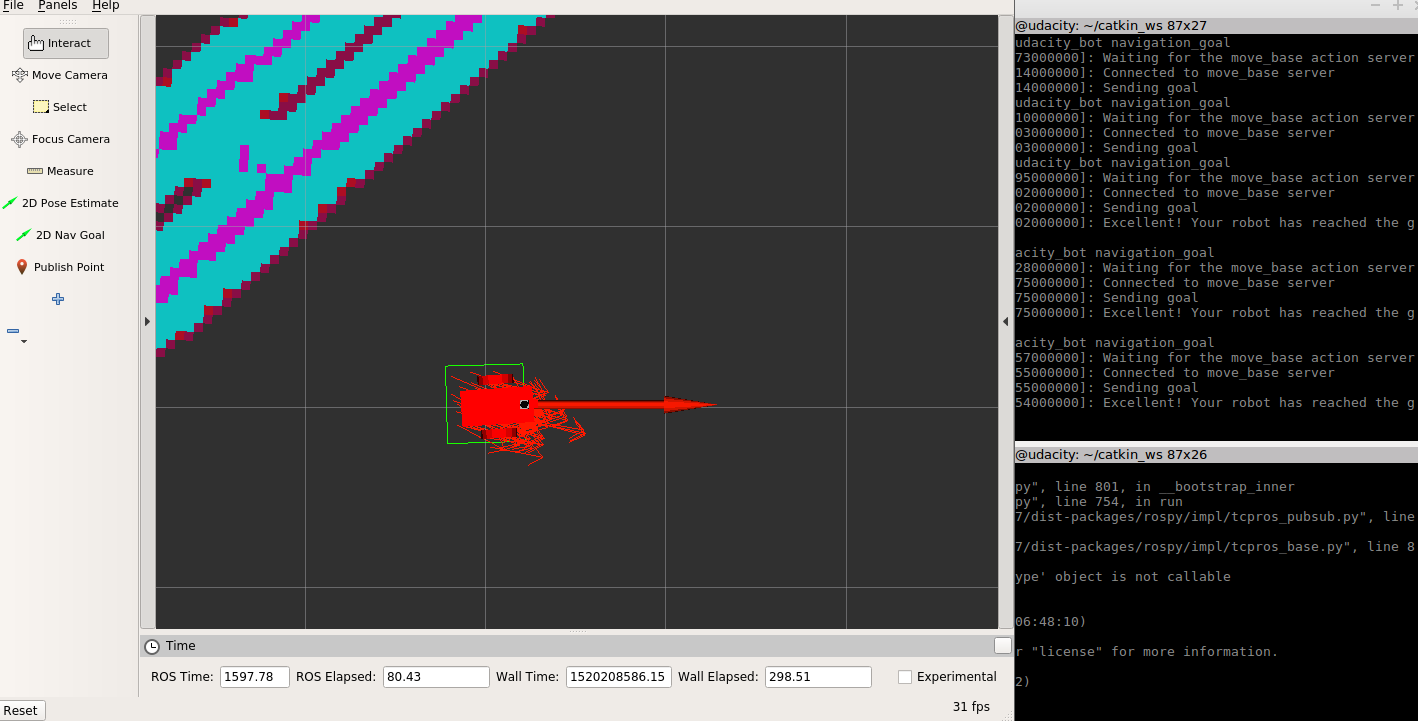 File Panels Help
Interact
Move Camera
Select
Focus Camera
Measure
2D Pose Estimate
2D Nav Goal
Publish Point
Time
ROS Time: 1597.78 ROS Elapsed: 80.43 Wall Time: 1520208586.15 Wall Elapsed: 298.51 Experimental
Reset
31 fps
@udacity: ~/catkin_ws 87x27
udacity_bot navigation_goal
73000000]: Waiting for the move_base action server
14000000]: Connected to move_base server
14000000]: Sending goal
udacity_bot navigation_goal
10000000]: Waiting for the move_base action server
03000000]: Connected to move_base server
03000000]: Sending goal
udacity_bot navigation_goal
95000000]: Waiting for the move_base action server
02000000]: Connected to move_base server
02000000]: Sending goal
02000000]: Excellent! Your robot has reached the g
acity_bot navigation_goal
28000000]: Waiting for the move_base action server
75000000]: Connected to move_base server
75000000]: Sending goal
75000000]: Excellent! Your robot has reached the g
acity_bot navigation_goal
57000000]: Waiting for the move_base action server
55000000]: Connected to move_base server
55000000]: Sending goal
54000000]: Excellent! Your robot has reached the g
@udacity: ~/catkin_ws 87x26
py", line 801, in __bootstrap_inner
py", line 754, in run
7/dist-packages/rospy/impl/tcpros_pubsub.py", line
7/dist-packages/rospy/impl/tcpros_base.py", line 8
ype' object is not callable
06:48:10)
r "license" for more information.
2)